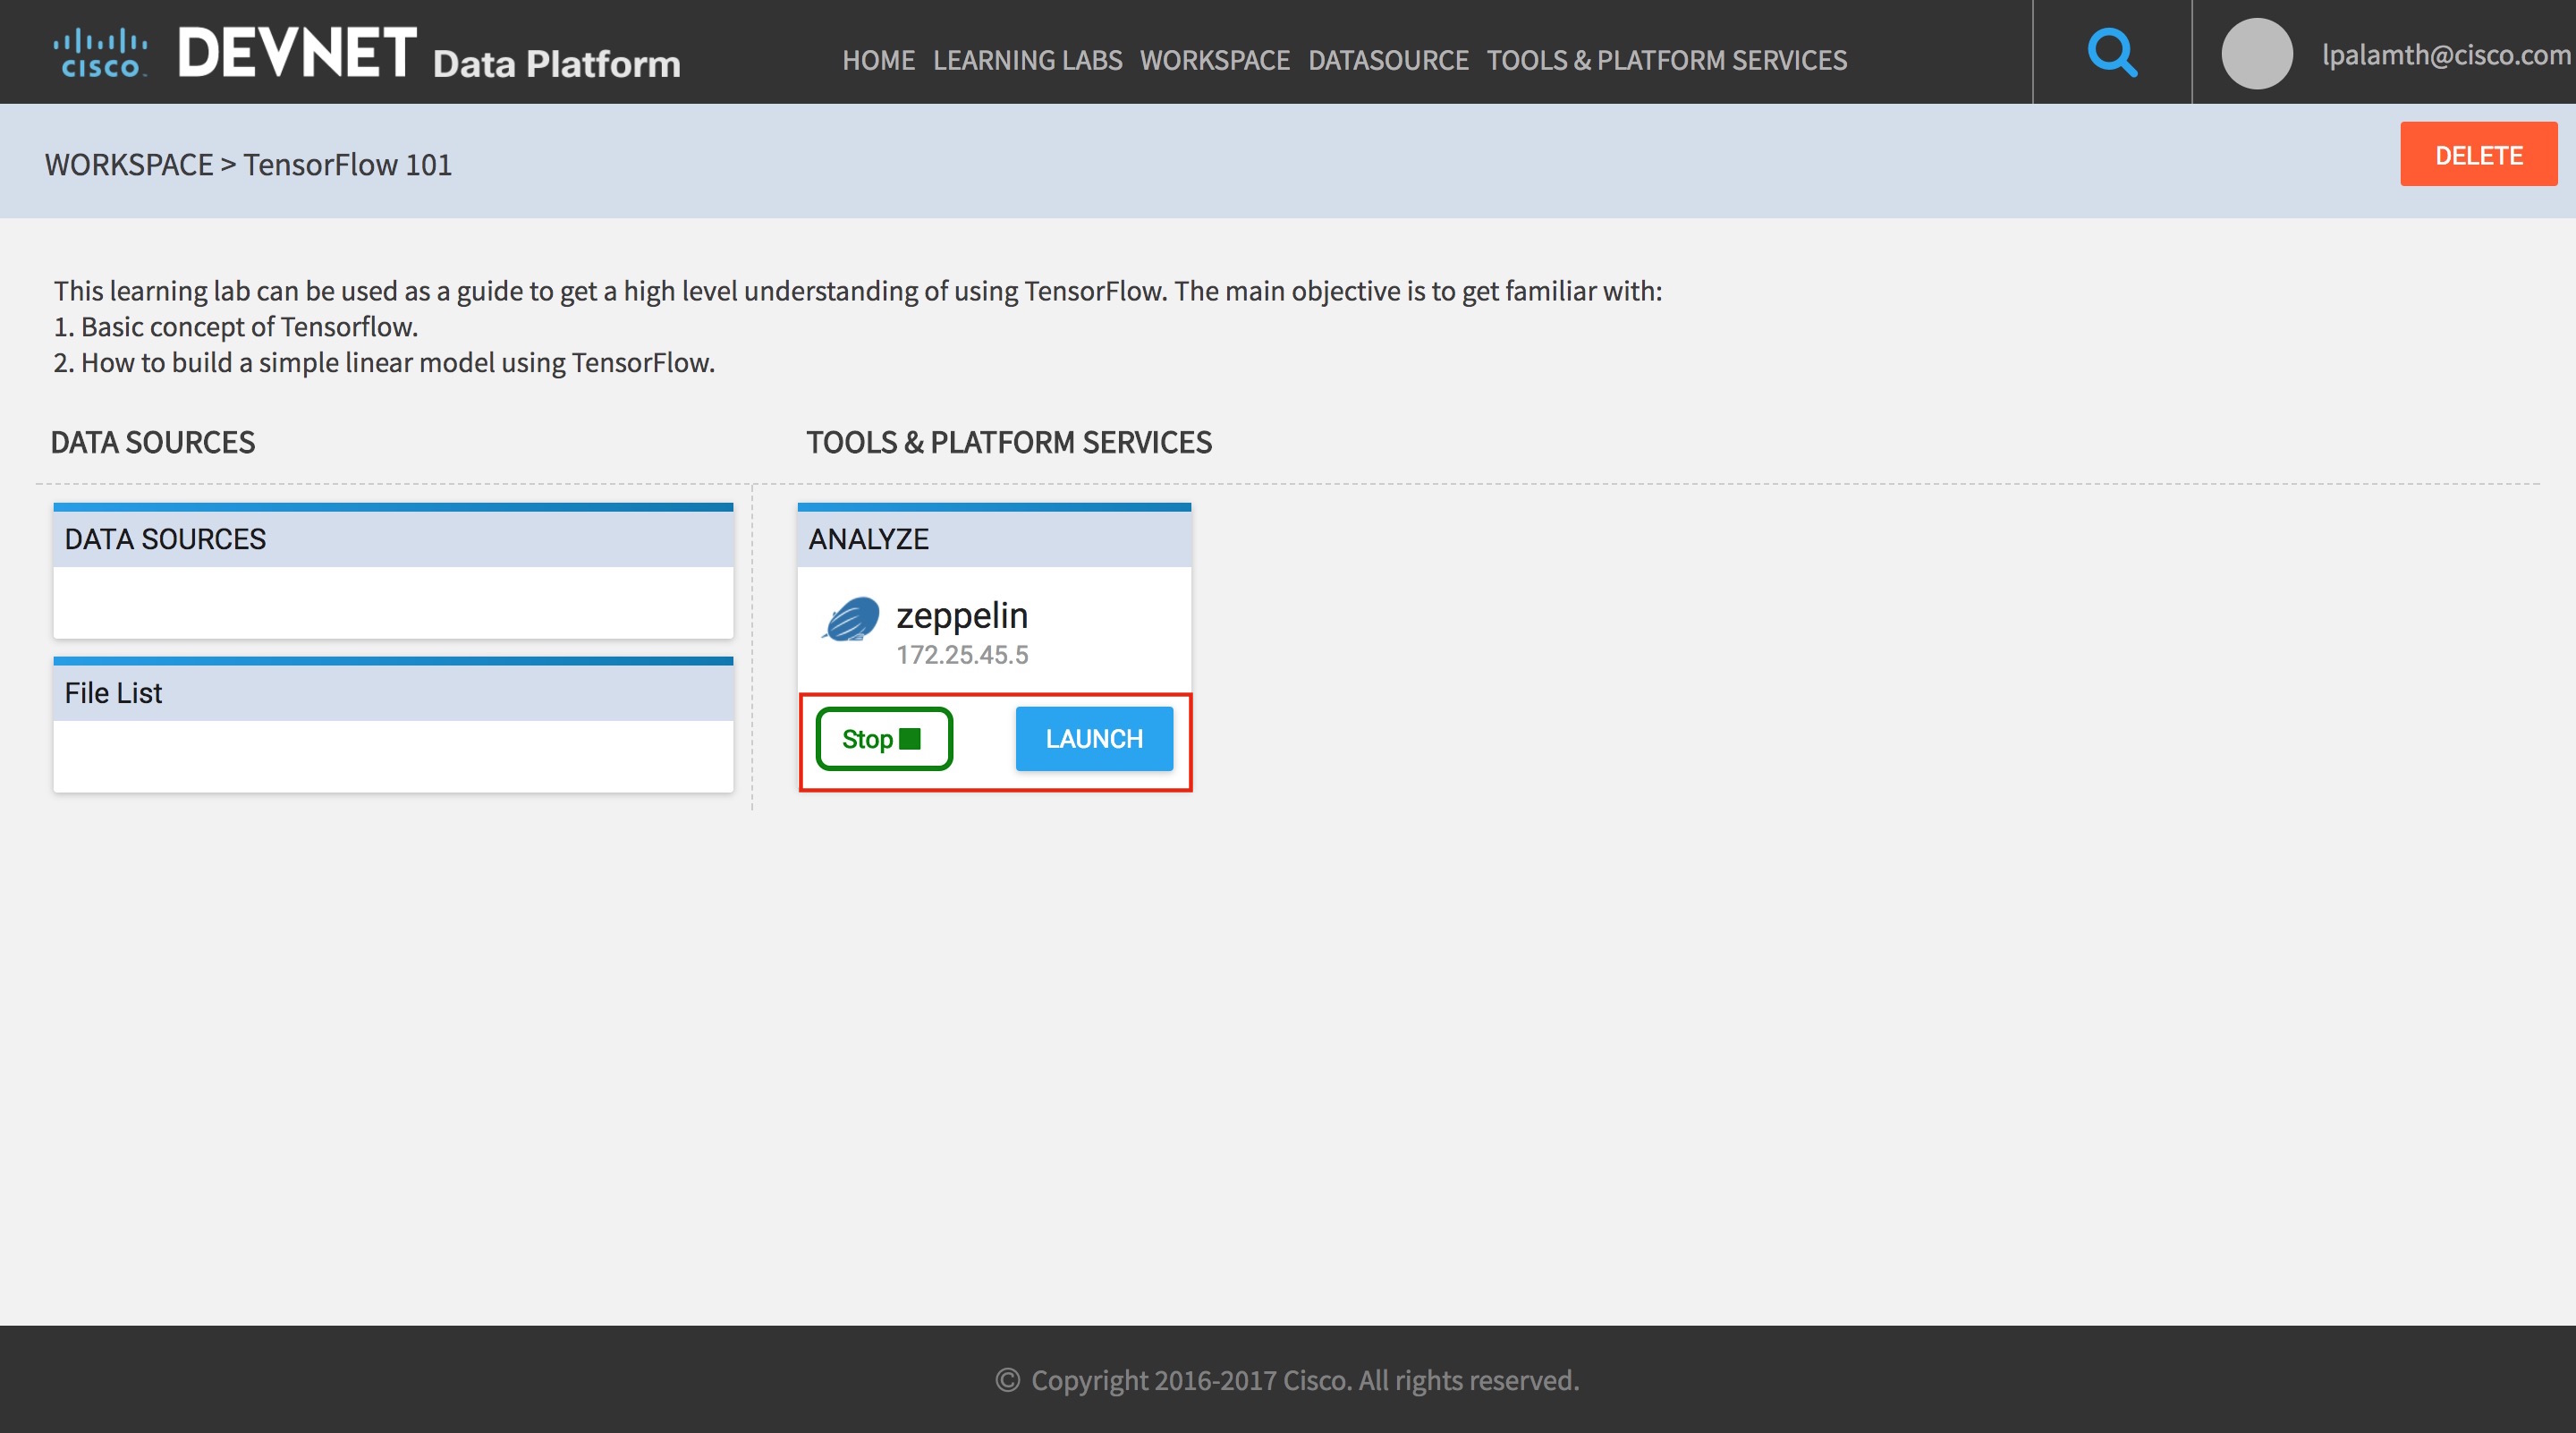 CISCO DEVNET Data Platform HOME LEARNING LABS WORKSPACE DATASOURCE TOOLS & PLATFORM SERVICES lpalamth@cisco.com
WORKSPACE > TensorFlow 101 DELETE
This learning lab can be used as a guide to get a high level understanding of using TensorFlow. The main objective is to get familiar with:
1. Basic concept of Tensorflow.
2. How to build a simple linear model using TensorFlow.
DATA SOURCES
TOOLS & PLATFORM SERVICES
DATA SOURCES
File List
ANALYZE
zeppelin
172.25.45.5
Stop LAUNCH
© Copyright 2016-2017 Cisco. All rights reserved.